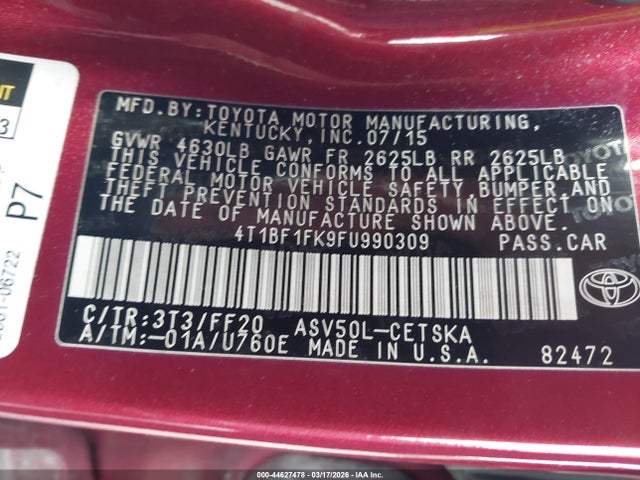 MFD.BY:TOYOTA MOTOR MANUFACTURING,
KENTUCKY, INC. 07/15
GVWR 4630LB GAWR FR 2625LB RR 2625LB
THIS VEHICLE CONFORMS TO ALL APPLICABLE
FEDERAL MOTOR VEHICLE SAFETY, BUMPER, AND
THEFT PREVENTION STANDARDS IN EFFECT ON
THE DATE OF MANUFACTURE SHOWN ABOVE.
4T1BF1FK9FU990309 PASS.CAR
C/TR:3T3/FF20 ASV50L-CETSKA
A/TM:-01A/U760E MADE IN U.S.A.
82472
TOYOTA
P7
000-44627478 - 03/17/2026 - IAA, Inc.